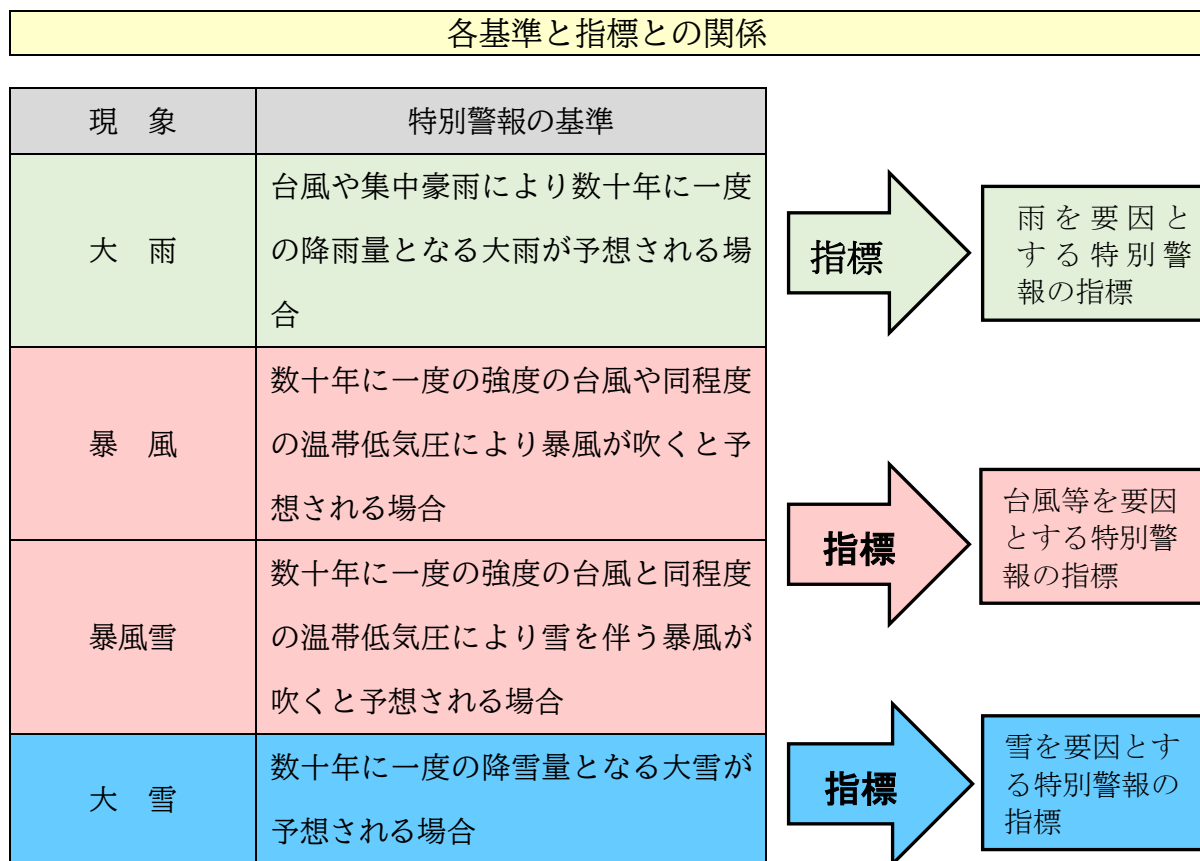 各基準と指標との関係
現 象
特別警報の基準
大 雨
台風や集中豪雨により数十年に一度
の降雨量となる大雨が予想される場
合
指標
雨を要因と
する特別警
報の指標
暴 風
数十年に一度の強度の台風や同程度
の温帯低気圧により暴風が吹くと予
想される場合
指標
台風等を要因
とする特別警
報の指標
暴風雪
数十年に一度の強度の台風と同程度
の温帯低気圧により雪を伴う暴風が
吹くと予想される場合
大 雪
数十年に一度の降雪量となる大雪が
予想される場合
指標
雪を要因とす
る特別警報の
指標